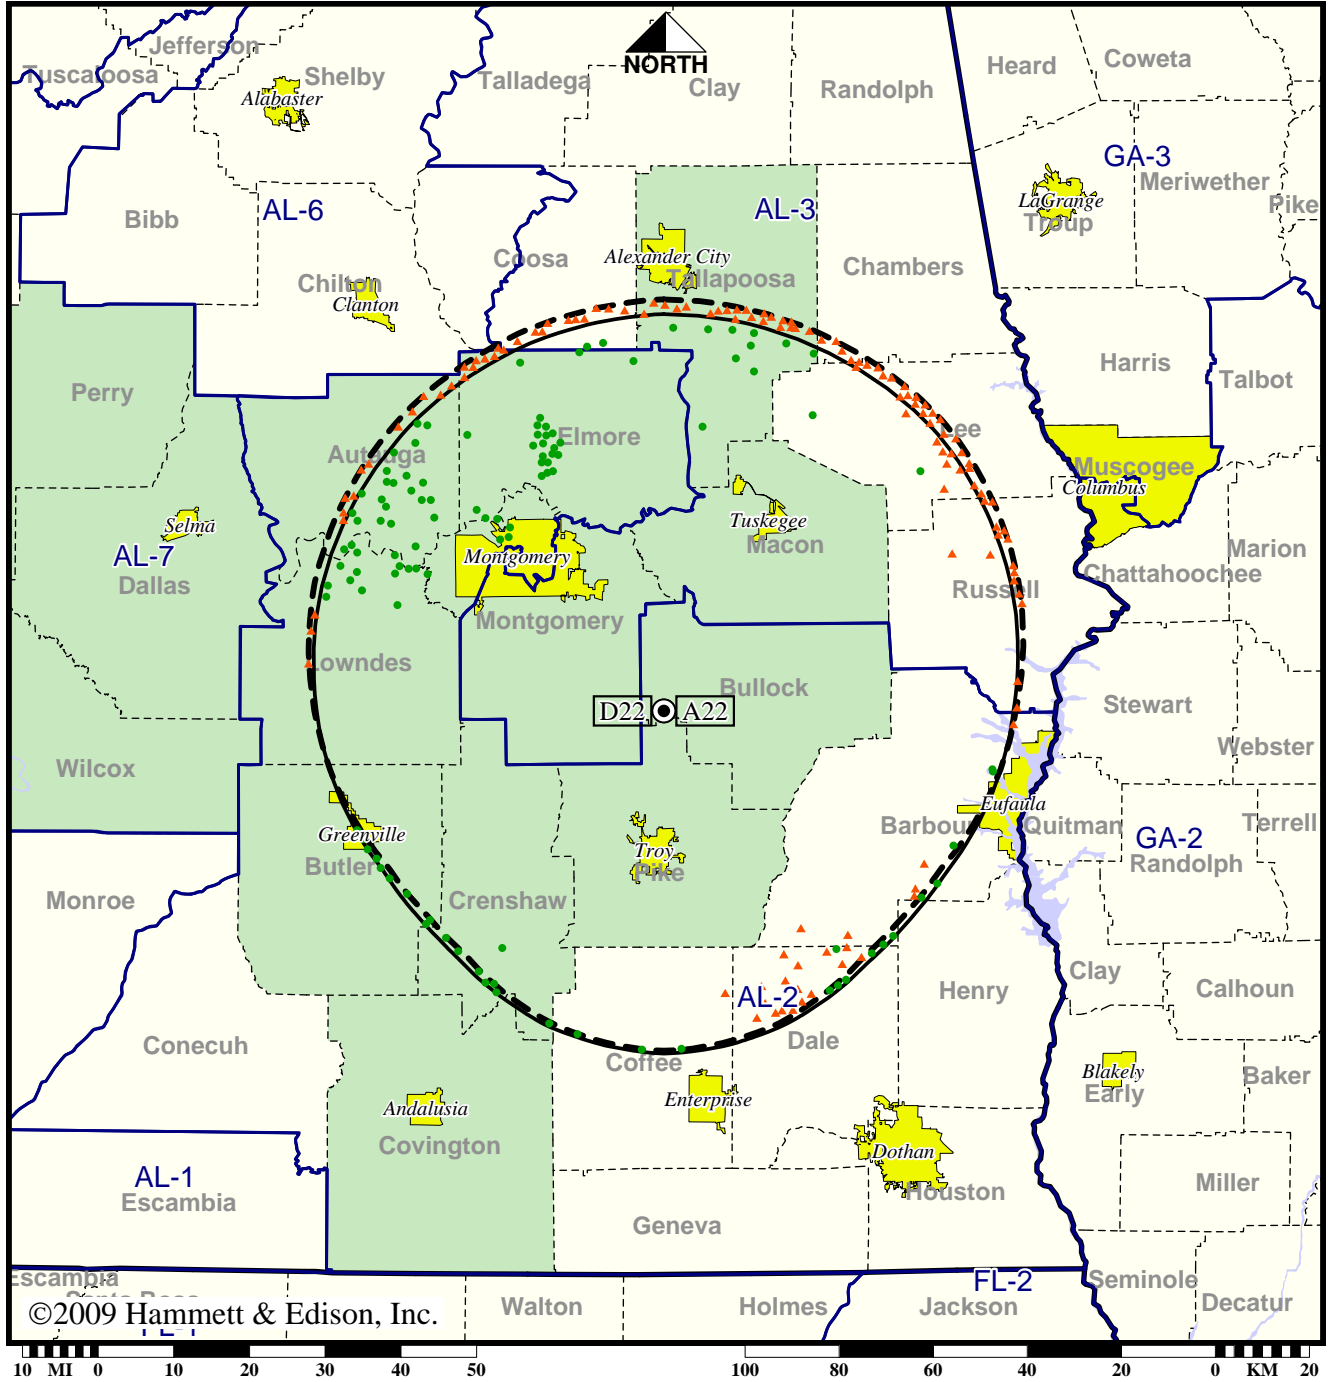 Jefferson
Tuscaloosa
Shelby
Alabaster
Talladega
NORTH
Clay
Randolph
Heard
Coweta
GA-3
Meriwether
LaGrange
Troup
Pike
Bibb
AL-6
AL-3
Coosa
Alexander City
Tallapoosa
Chambers
Chilton
Clanton
Harris
Talbot
Perry
Autauga
Elmore
Lee
Muscogee
Columbus
Selma
AL-7
Dallas
Montgomery
Montgomery
Tuskegee
Macon
Marion
Chattahoochee
Russell
Lowndes
Bullock
D22
A22
Stewart
Webster
Wilcox
Greenville
Butler
Troy
Pike
Eufaula
Barbour
Quitman
GA-2
Randolph
Terrell
Monroe
Crenshaw
AL-2
Henry
Clay
Calhoun
Conecuh
Coffee
Dale
Andalusia
Covington
Enterprise
Blakely
Early
Baker
Dothan
Houston
AL-1
Escambia
Geneva
Miller
Escambia
Santa Rosa
©2009 Hammett & Edison, Inc.
FL-1
Walton
Holmes
FL-2
Jackson
Seminole
Decatur
10 MI 0 10 20 30 40 50
100 80 60 40 20 0 KM 20